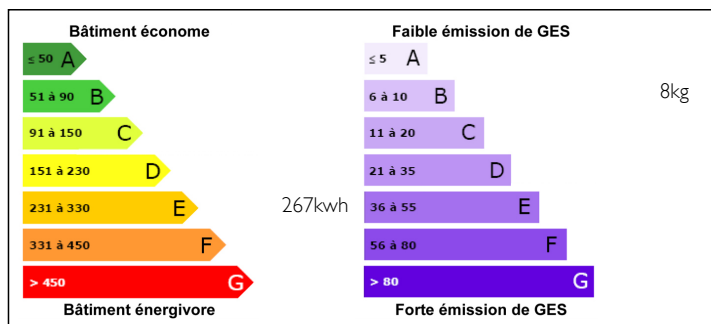 Bâtiment économe
≤ 50 A
51 à 90 B
91 à 150 C
151 à 230 D
231 à 330 E
267kwh
331 à 450 F
> 450 G
Bâtiment énergivore
Faible émission de GES
≤ 5 A
6 à 10 B
8kg
11 à 20 C
21 à 35 D
36 à 55 E
56 à 80 F
> 80 G
Forte émission de GES